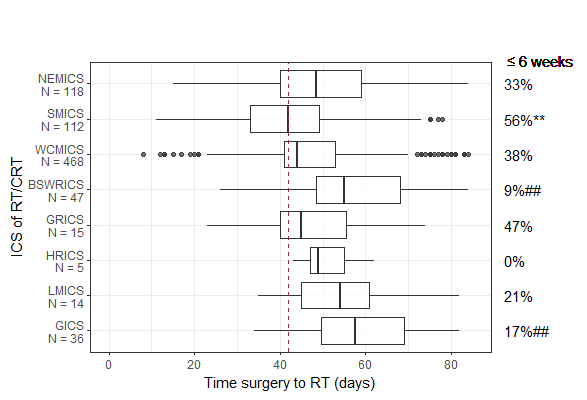 ≤ 6 weeks
NEMICS
N = 118
33%
SMICS
N = 112
56%**
WCMICS
N = 468
38%
BSWRICS
N = 47
9%##
GRICS
N = 15
47%
HRICS
N = 5
0%
LMICS
N = 14
21%
GICS
N = 36
17%##
ICS of RT/CRT
0 20 40 60 80
Time surgery to RT (days)